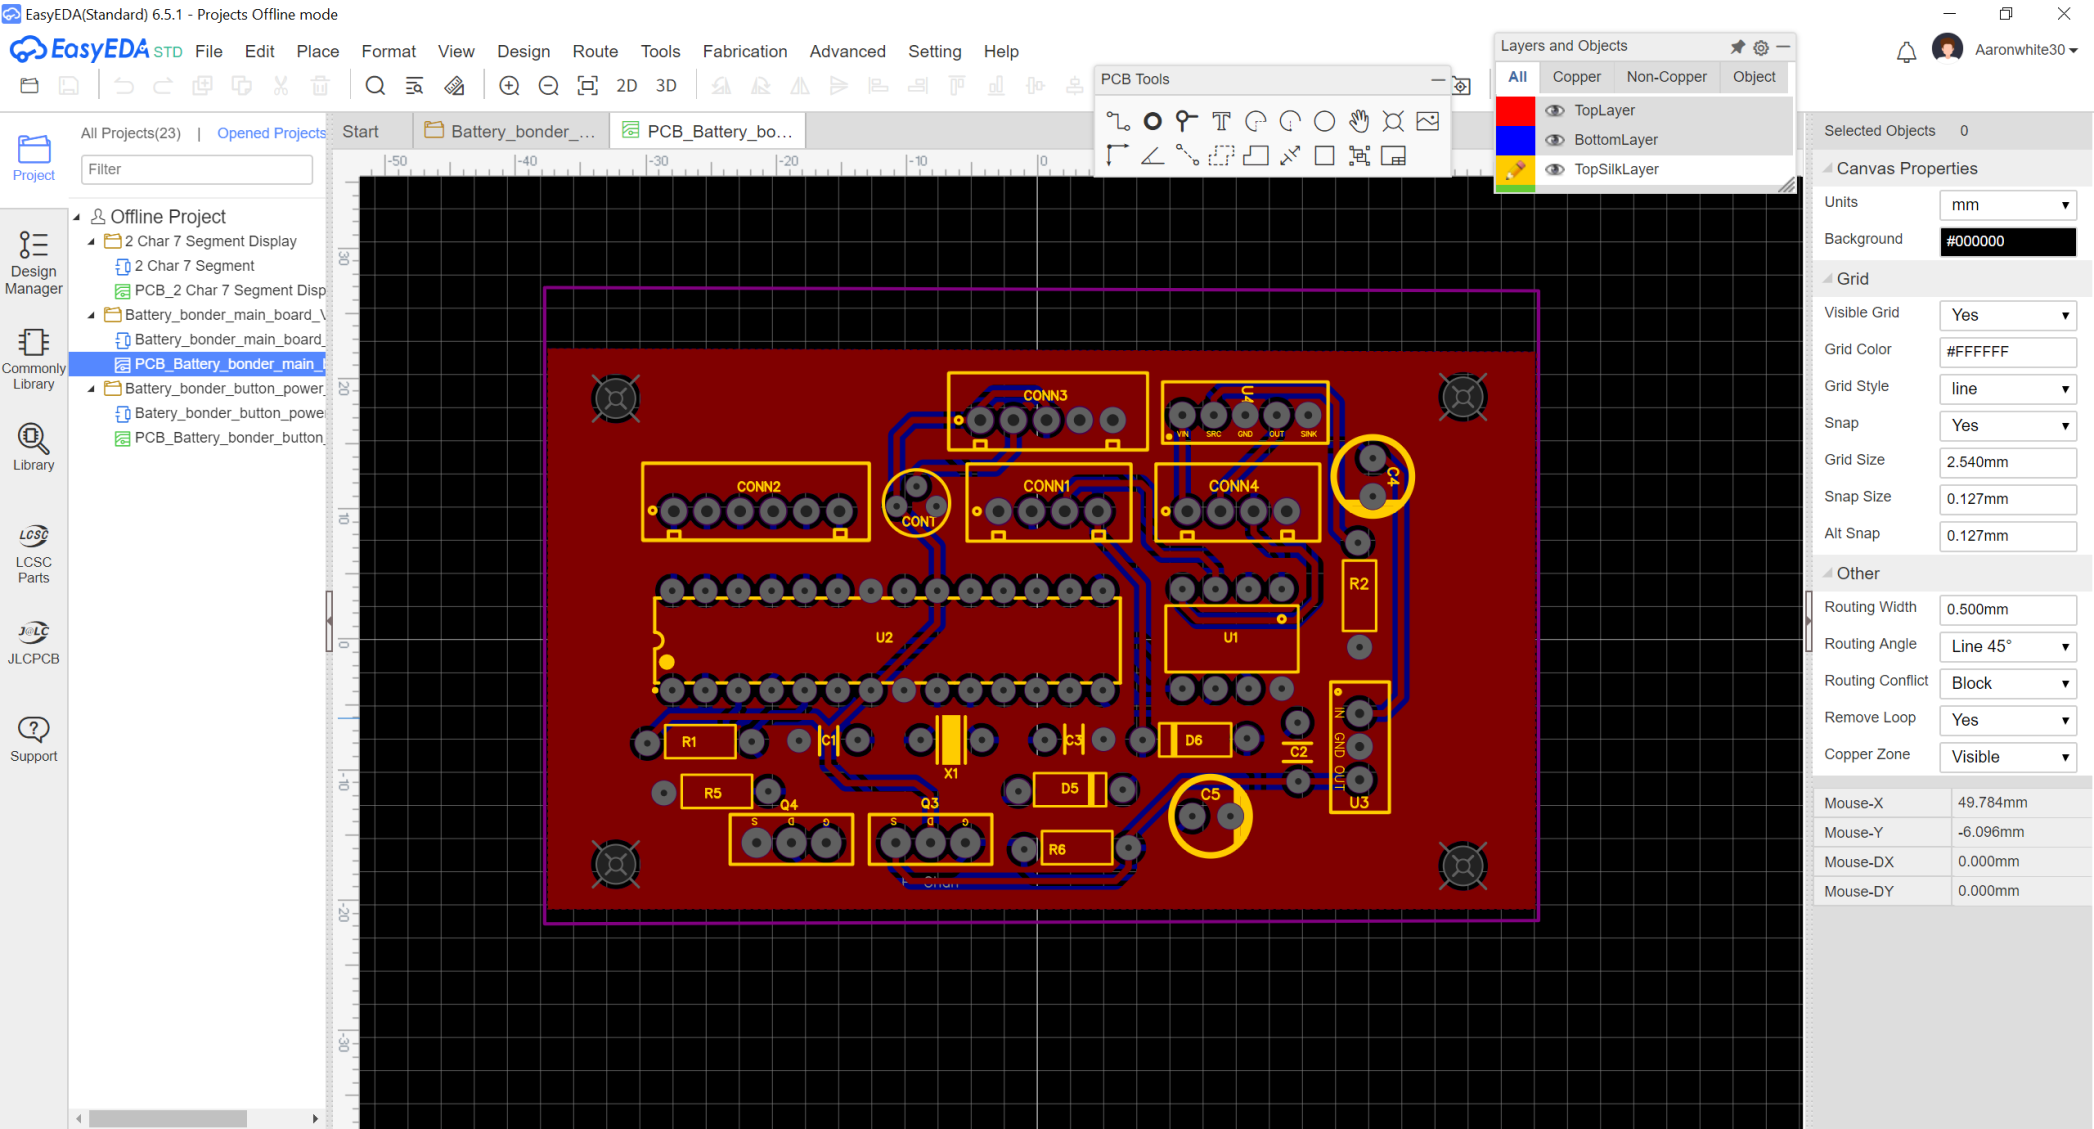 EasyEDA(Standard) 6.5.1 - Projects Offline mode
EasyEDA STD File Edit Place Format View Design Route Tools Fabrication Advanced Setting Help
Aaronwhite30
2D 3D
PCB Tools
Layers and Objects
All Copper Non-Copper Object
TopLayer
BottomLayer
TopSilkLayer
Project
Design Manager
Commonly Library
Library
LCSC
LCSC Parts
J@LC
JLCPCB
Support
All Projects(23) | Opened Projects
Filter
Offline Project
2 Char 7 Segment Display
2 Char 7 Segment
PCB_2 Char 7 Segment Disp
Battery_bonder_main_board_V
Battery_bonder_main_board_
PCB_Battery_bonder_main_b
Battery_bonder_button_power_
Batery_bonder_button_powe
PCB_Battery_bonder_button_
Start Battery_bonder_... PCB_Battery_bo...
-50 -40 -30 -20 -10 0
30
20
10
0
-10
-20
-30
CONN3
U4
VIN SRC GND OUT SINK
C4
CONN2
CONN1
CONN4
R2
U2
U1
IN GND OUT
U3
R1
C1
X1
C3
D6
C2
R5
Q4
S D G
Q3
S D G
D5
R6
C5
Selected Objects 0
Canvas Properties
Units mm
Background #000000
Grid
Visible Grid Yes
Grid Color #FFFFFF
Grid Style line
Snap Yes
Grid Size 2.540mm
Snap Size 0.127mm
Alt Snap 0.127mm
Other
Routing Width 0.500mm
Routing Angle Line 45°
Routing Conflict Block
Remove Loop Yes
Copper Zone Visible
Mouse-X 49.784mm
Mouse-Y -6.096mm
Mouse-DX 0.000mm
Mouse-DY 0.000mm